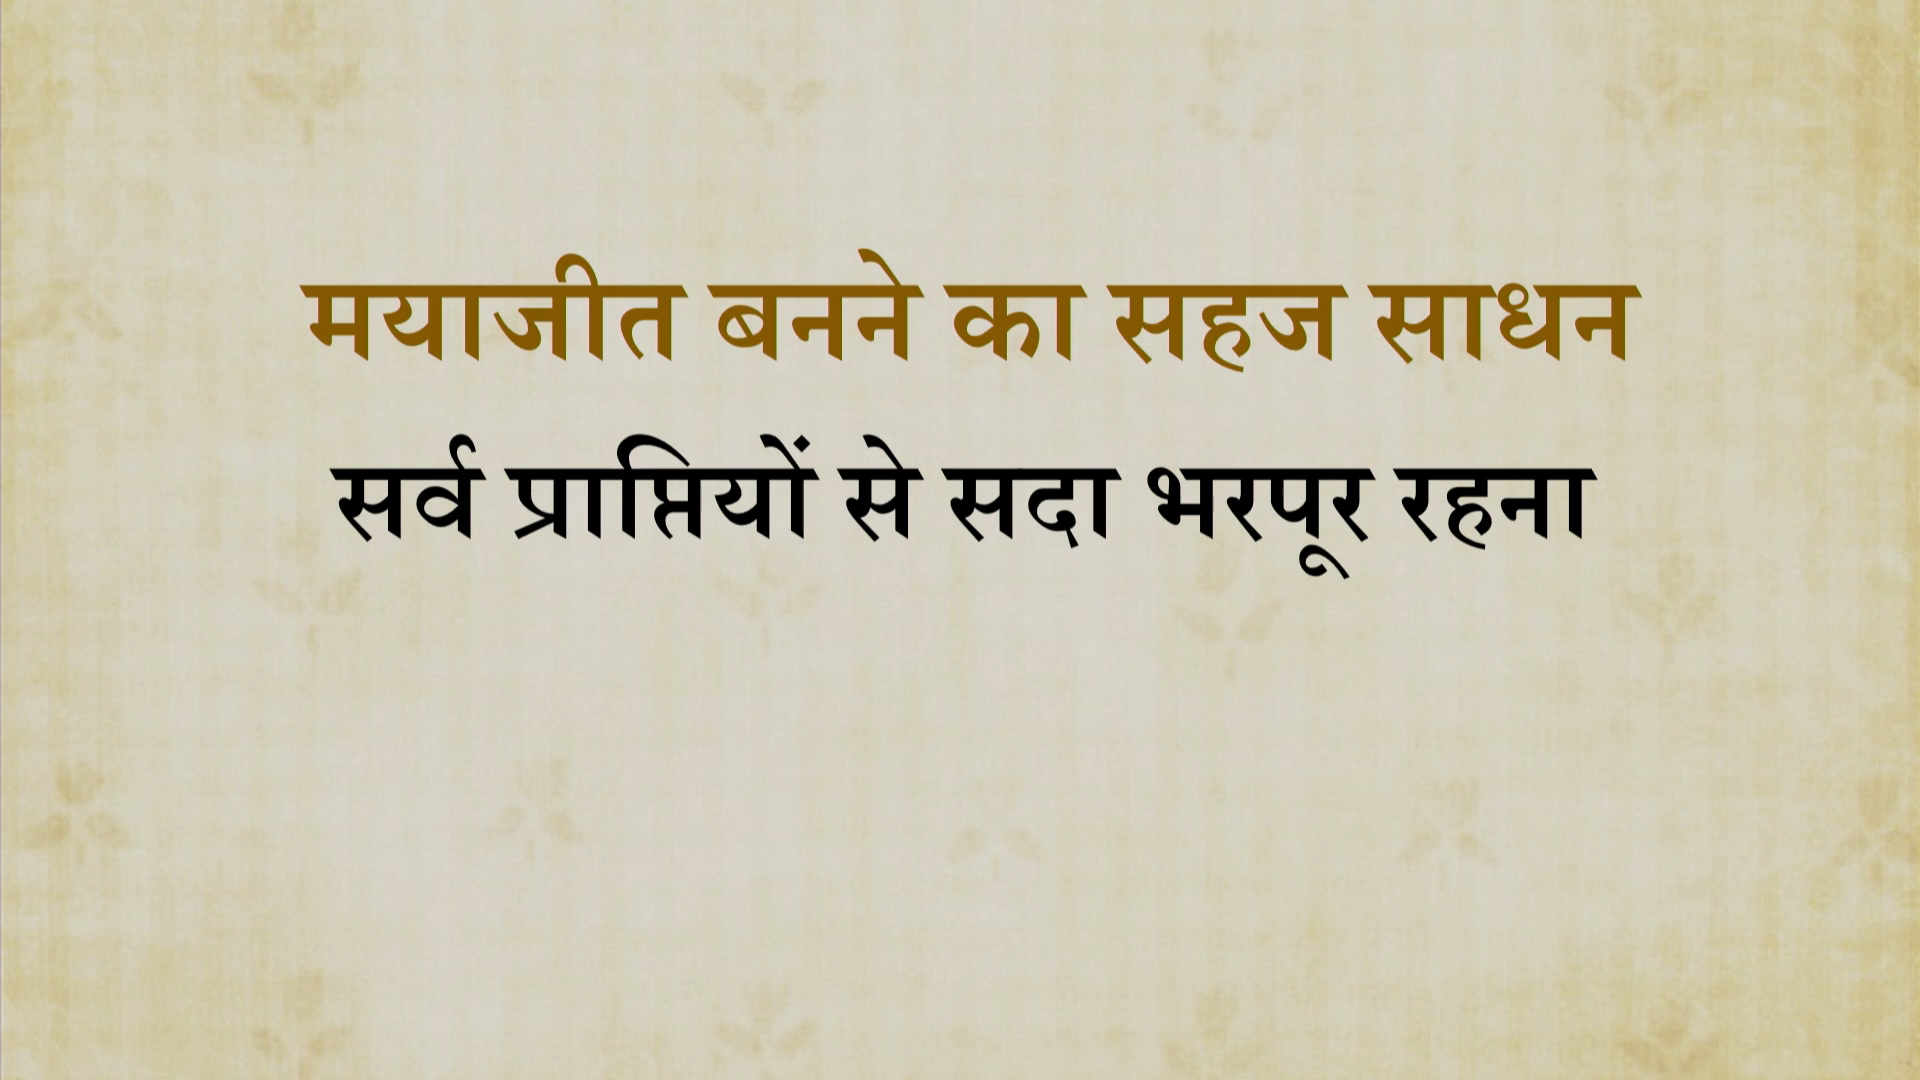 मयाजीत बनने का सहज साधन
सर्व प्राप्तियों से सदा भरपूर रहना